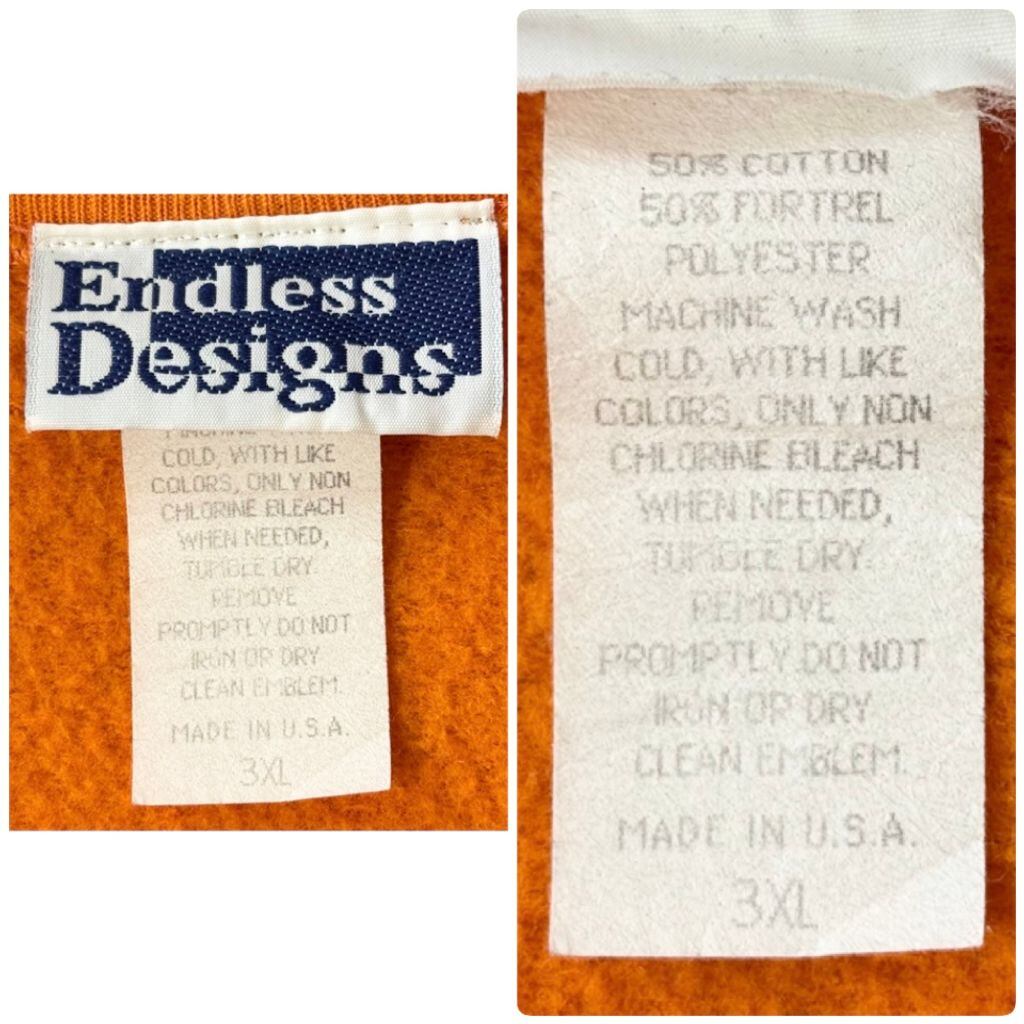 Endless
Designs
MACHINE
COLD, WITH LIKE
COLORS, ONLY NON
CHLORINE BLEACH
WHEN NEEDED,
TUMBLE DRY.
REMOVE
PROMPTLY.DO NOT
IRON OR DRY
CLEAN EMBLEM.
MADE IN U.S.A.
3XL
50% COTTON
50% FORTREL
POLYESTER
MACHINE WASH
COLD, WITH LIKE
COLORS, ONLY NON
CHLORINE BLEACH
WHEN NEEDED,
TUMBLE DRY.
REMOVE
PROMPTLY.DO NOT
IRON OR DRY
CLEAN EMBLEM.
MADE IN U.S.A.
3XL